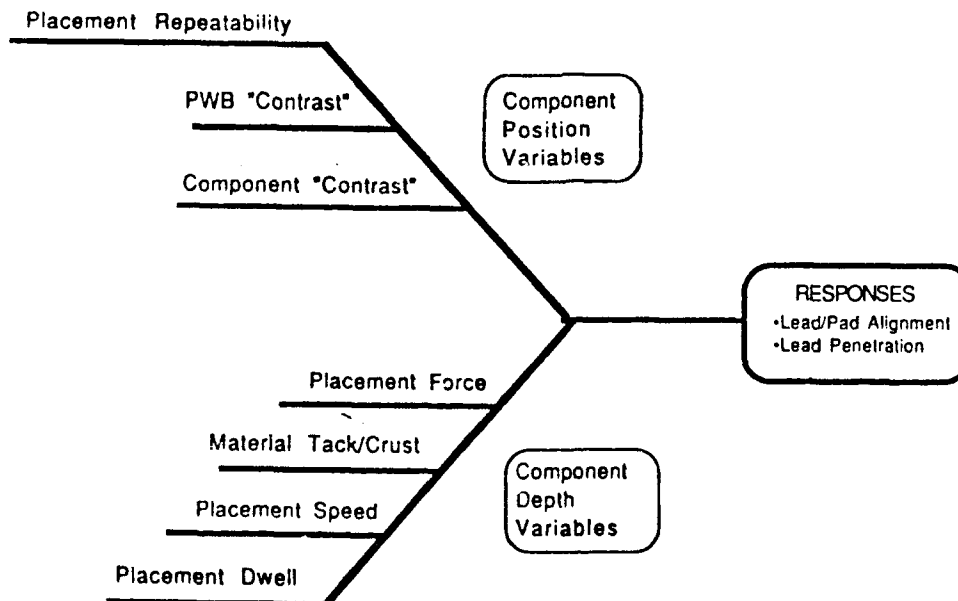 Placement Repeatability
PWB "Contrast"
Component "Contrast"
Component
Position
Variables
RESPONSES
•Lead/Pad Alignment
•Lead Penetration
Placement Force
Material Tack/Crust
Placement Speed
Placement Dwell
Component
Depth
Variables